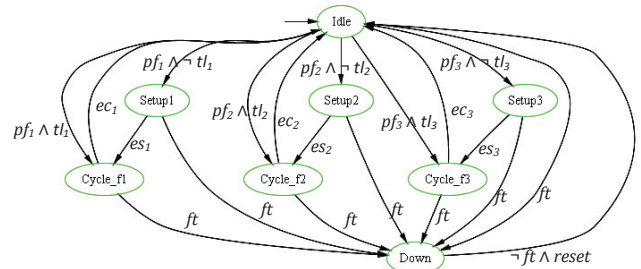 Idle
pf₁ ∧ ¬ tl₁
pf₂ ∧ ¬ tl₂
pf₃ ∧ ¬ tl₃
Setup1
Setup2
Setup3
pf₁ ∧ tl₁
ec₁
pf₂ ∧ tl₂
ec₂
pf₃ ∧ tl₃
ec₃
es₁
es₂
es₃
Cycle_f1
Cycle_f2
Cycle_f3
ft
ft
ft
ft
ft
ft
ft
Down
¬ ft ∧ reset